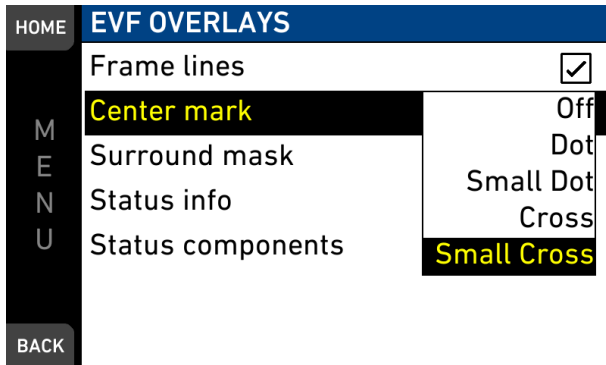 HOME
EVF OVERLAYS
Frame lines
Center mark
Surround mask
Status info
Status components
Off
Dot
Small Dot
Cross
Small Cross
MENU
BACK